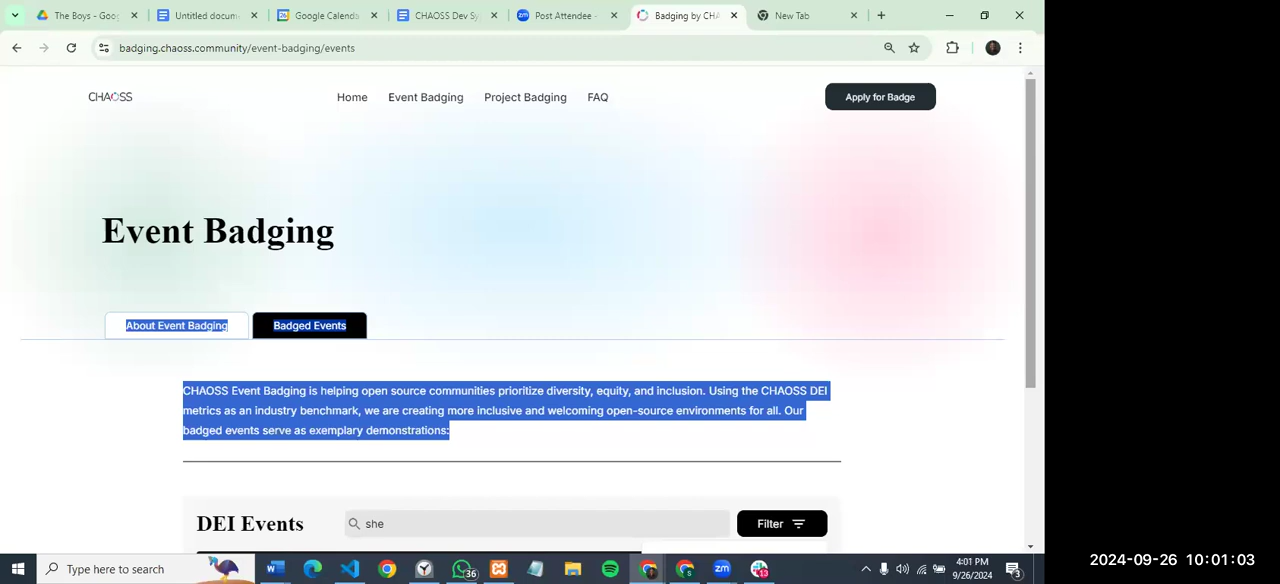 The Boys - Goo
Untitled docum
Google Calenda
CHAOSS Dev Sy
Post Attendee -
Badging by CHA
New Tab
badging.chaoss.community/event-badging/events
CHAOSS
Home
Event Badging
Project Badging
FAQ
Apply for Badge
Event Badging
About Event Badging
Badged Events
CHAOSS Event Badging is helping open source communities prioritize diversity, equity, and inclusion. Using the CHAOSS DEI
metrics as an industry benchmark, we are creating more inclusive and welcoming open-source environments for all. Our
badged events serve as exemplary demonstrations:
DEI Events
she
Filter
Type here to search
36
zm
13
4:01 PM
9/26/2024
3
2024-09-26 10:01:03